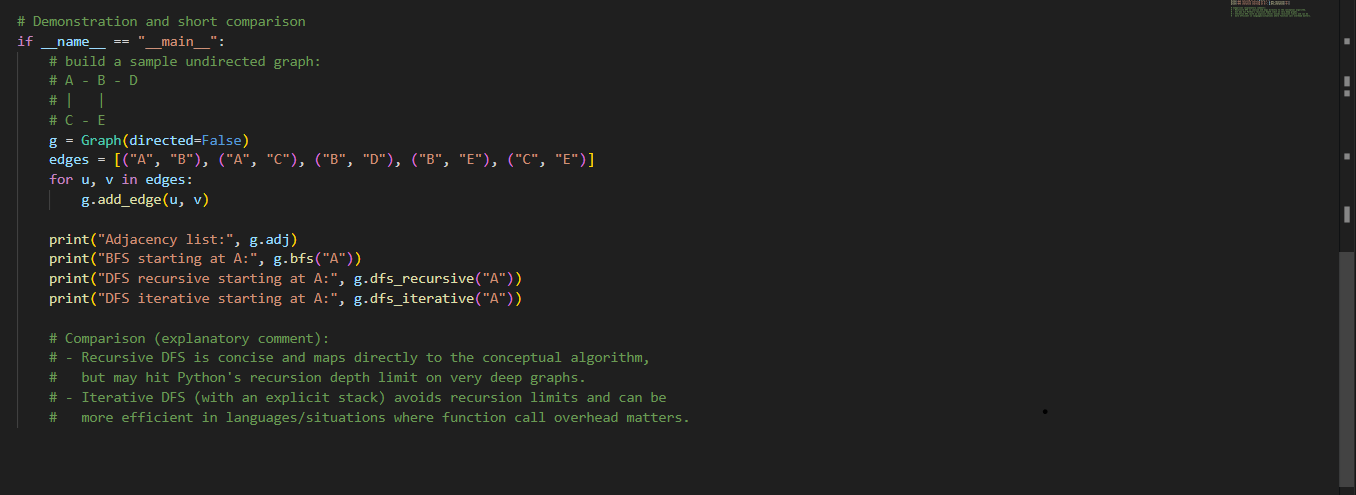 # Demonstration and short comparison
if __name__ == "__main__":
    # build a sample undirected graph:
    # A - B - D
    # |   |
    # C - E
    g = Graph(directed=False)
    edges = [("A", "B"), ("A", "C"), ("B", "D"), ("B", "E"), ("C", "E")]
    for u, v in edges:
        g.add_edge(u, v)

    print("Adjacency list:", g.adj)
    print("BFS starting at A:", g.bfs("A"))
    print("DFS recursive starting at A:", g.dfs_recursive("A"))
    print("DFS iterative starting at A:", g.dfs_iterative("A"))

    # Comparison (explanatory comment):
    # - Recursive DFS is concise and maps directly to the conceptual algorithm,
    #   but may hit Python's recursion depth limit on very deep graphs.
    # - Iterative DFS (with an explicit stack) avoids recursion limits and can be
    #   more efficient in languages/situations where function call overhead matters.